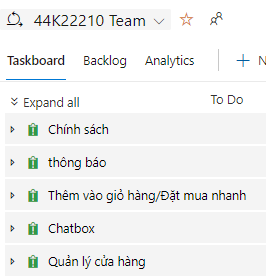 44K22210 Team
Taskboard Backlog Analytics
Expand all To Do
Chính sách
thông báo
Thêm vào giỏ hàng/Đặt mua nhanh
Chatbox
Quản lý cửa hàng